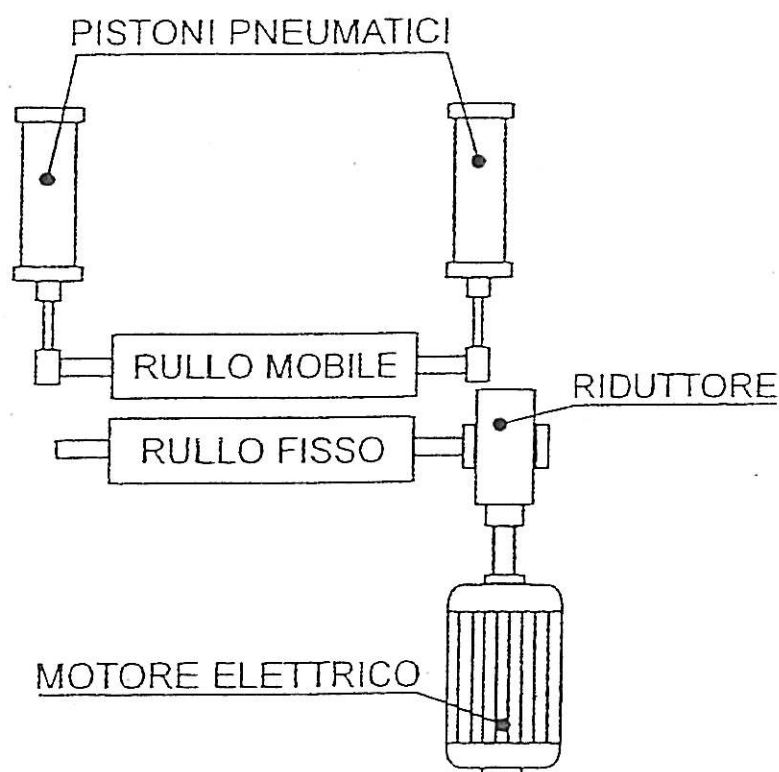 PISTONI PNEUMATICI
RULLO MOBILE
RIDUTTORE
RULLO FISSO
MOTORE ELETTRICO